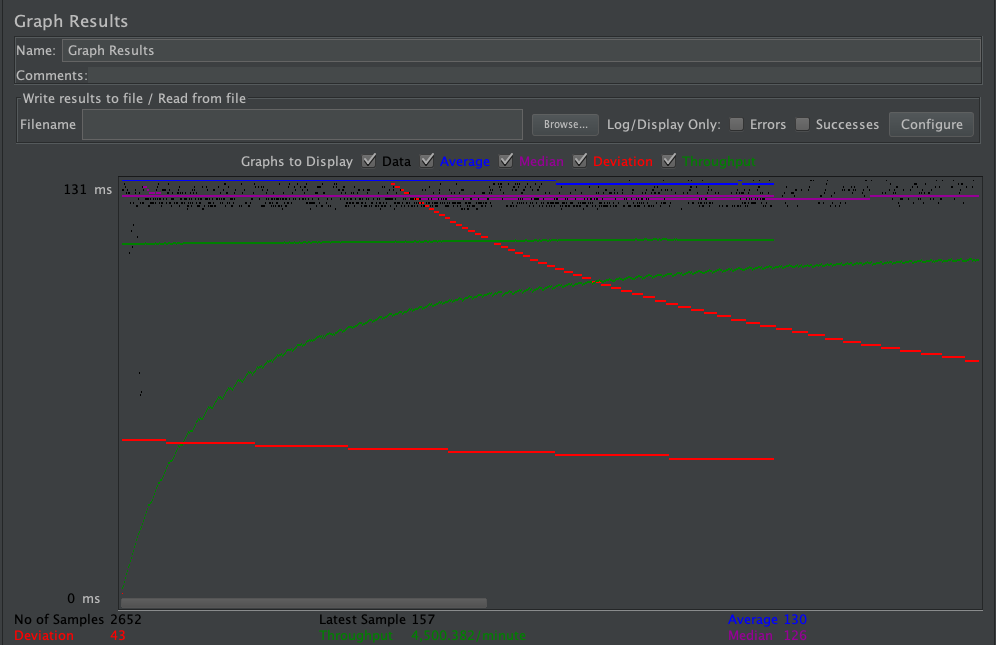 Graph Results
Name: Graph Results
Comments:
Write results to file / Read from file
Filename Browse... Log/Display Only: Errors Successes Configure
Graphs to Display Data Average Median Deviation Throughput
131 ms
0 ms
No of Samples 2652 Latest Sample 157 Average 130
Deviation 43 Throughput 4,500.382/minute Median